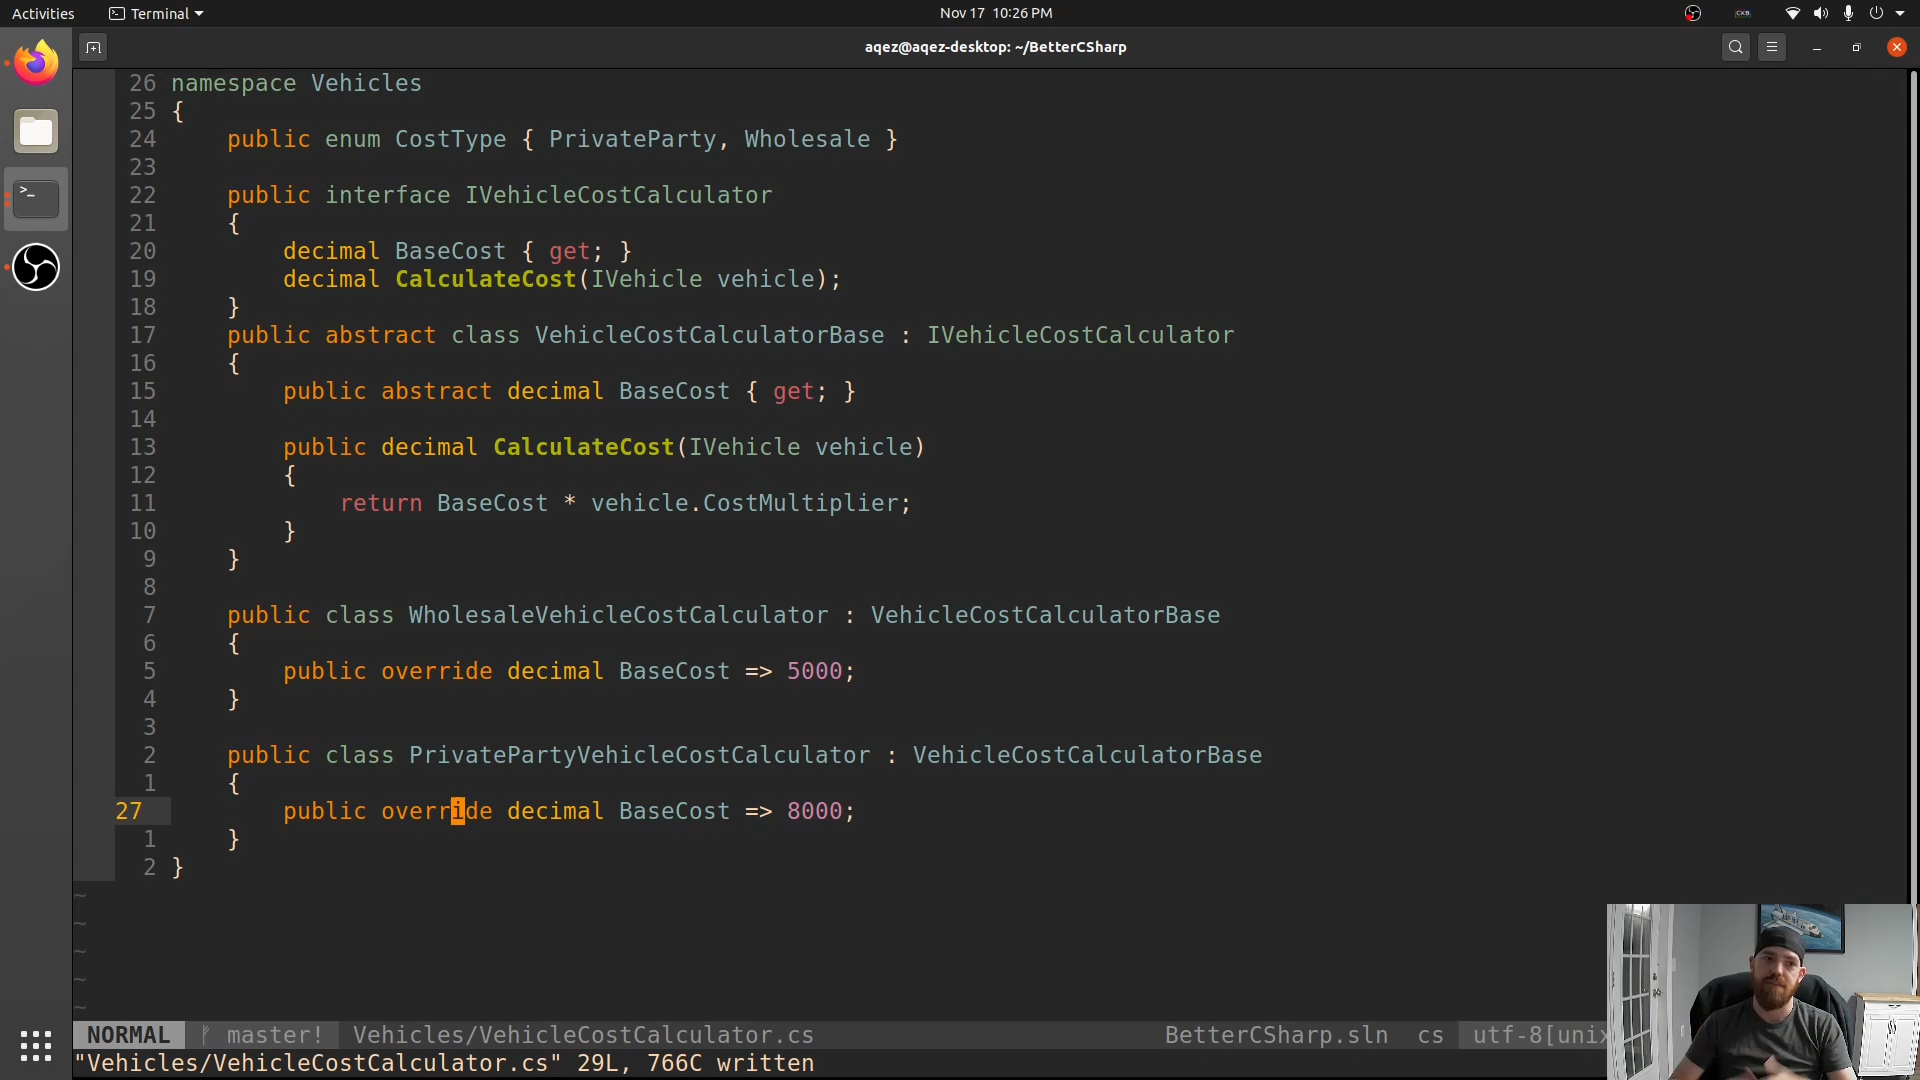 Activities Terminal Nov 17 10:26 PM CKB
aqez@aqez-desktop: ~/BetterCSharp
26 namespace Vehicles
25 {
24     public enum CostType { PrivateParty, Wholesale }
23
22     public interface IVehicleCostCalculator
21     {
20         decimal BaseCost { get; }
19         decimal CalculateCost(IVehicle vehicle);
18     }
17     public abstract class VehicleCostCalculatorBase : IVehicleCostCalculator
16     {
15         public abstract decimal BaseCost { get; }
14
13         public decimal CalculateCost(IVehicle vehicle)
12         {
11             return BaseCost * vehicle.CostMultiplier;
10         }
9     }
8
7     public class WholesaleVehicleCostCalculator : VehicleCostCalculatorBase
6     {
5         public override decimal BaseCost => 5000;
4     }
3
2     public class PrivatePartyVehicleCostCalculator : VehicleCostCalculatorBase
1     {
27         public override decimal BaseCost => 8000;
1     }
2 }
~
~
~
~
~
NORMAL master! Vehicles/VehicleCostCalculator.cs BetterCSharp.sln cs utf-8[unix
"Vehicles/VehicleCostCalculator.cs" 29L, 766C written